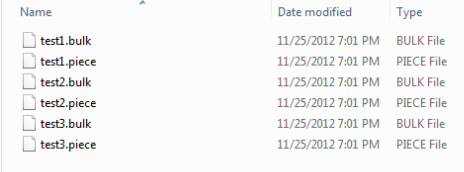 Name Date modified Type
test1.bulk 11/25/2012 7:01 PM BULK File
test1.piece 11/25/2012 7:01 PM PIECE File
test2.bulk 11/25/2012 7:01 PM BULK File
test2.piece 11/25/2012 7:01 PM PIECE File
test3.bulk 11/25/2012 7:01 PM BULK File
test3.piece 11/25/2012 7:01 PM PIECE File